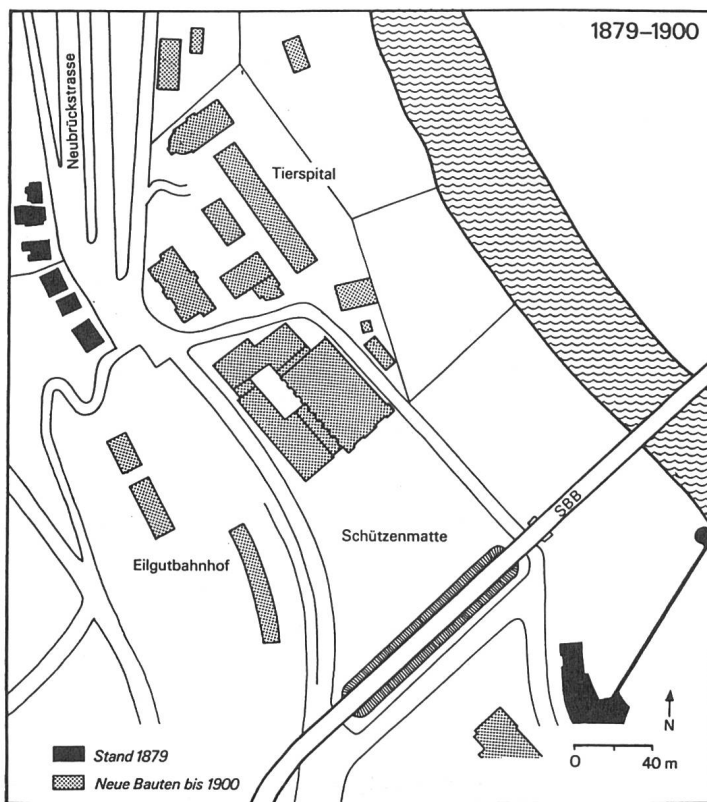 1879–1900
Neubrückstrasse
Tierspital
SBB
Schützenmatte
Eilgutbahnhof
N
Stand 1879
Neue Bauten bis 1900
0 40 m